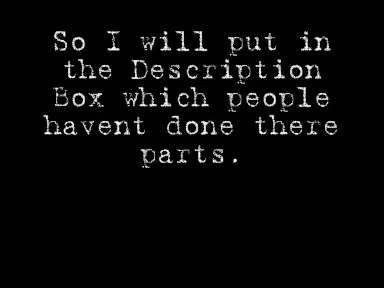 So I will put in
the Description
Box which people
havent done there
parts.